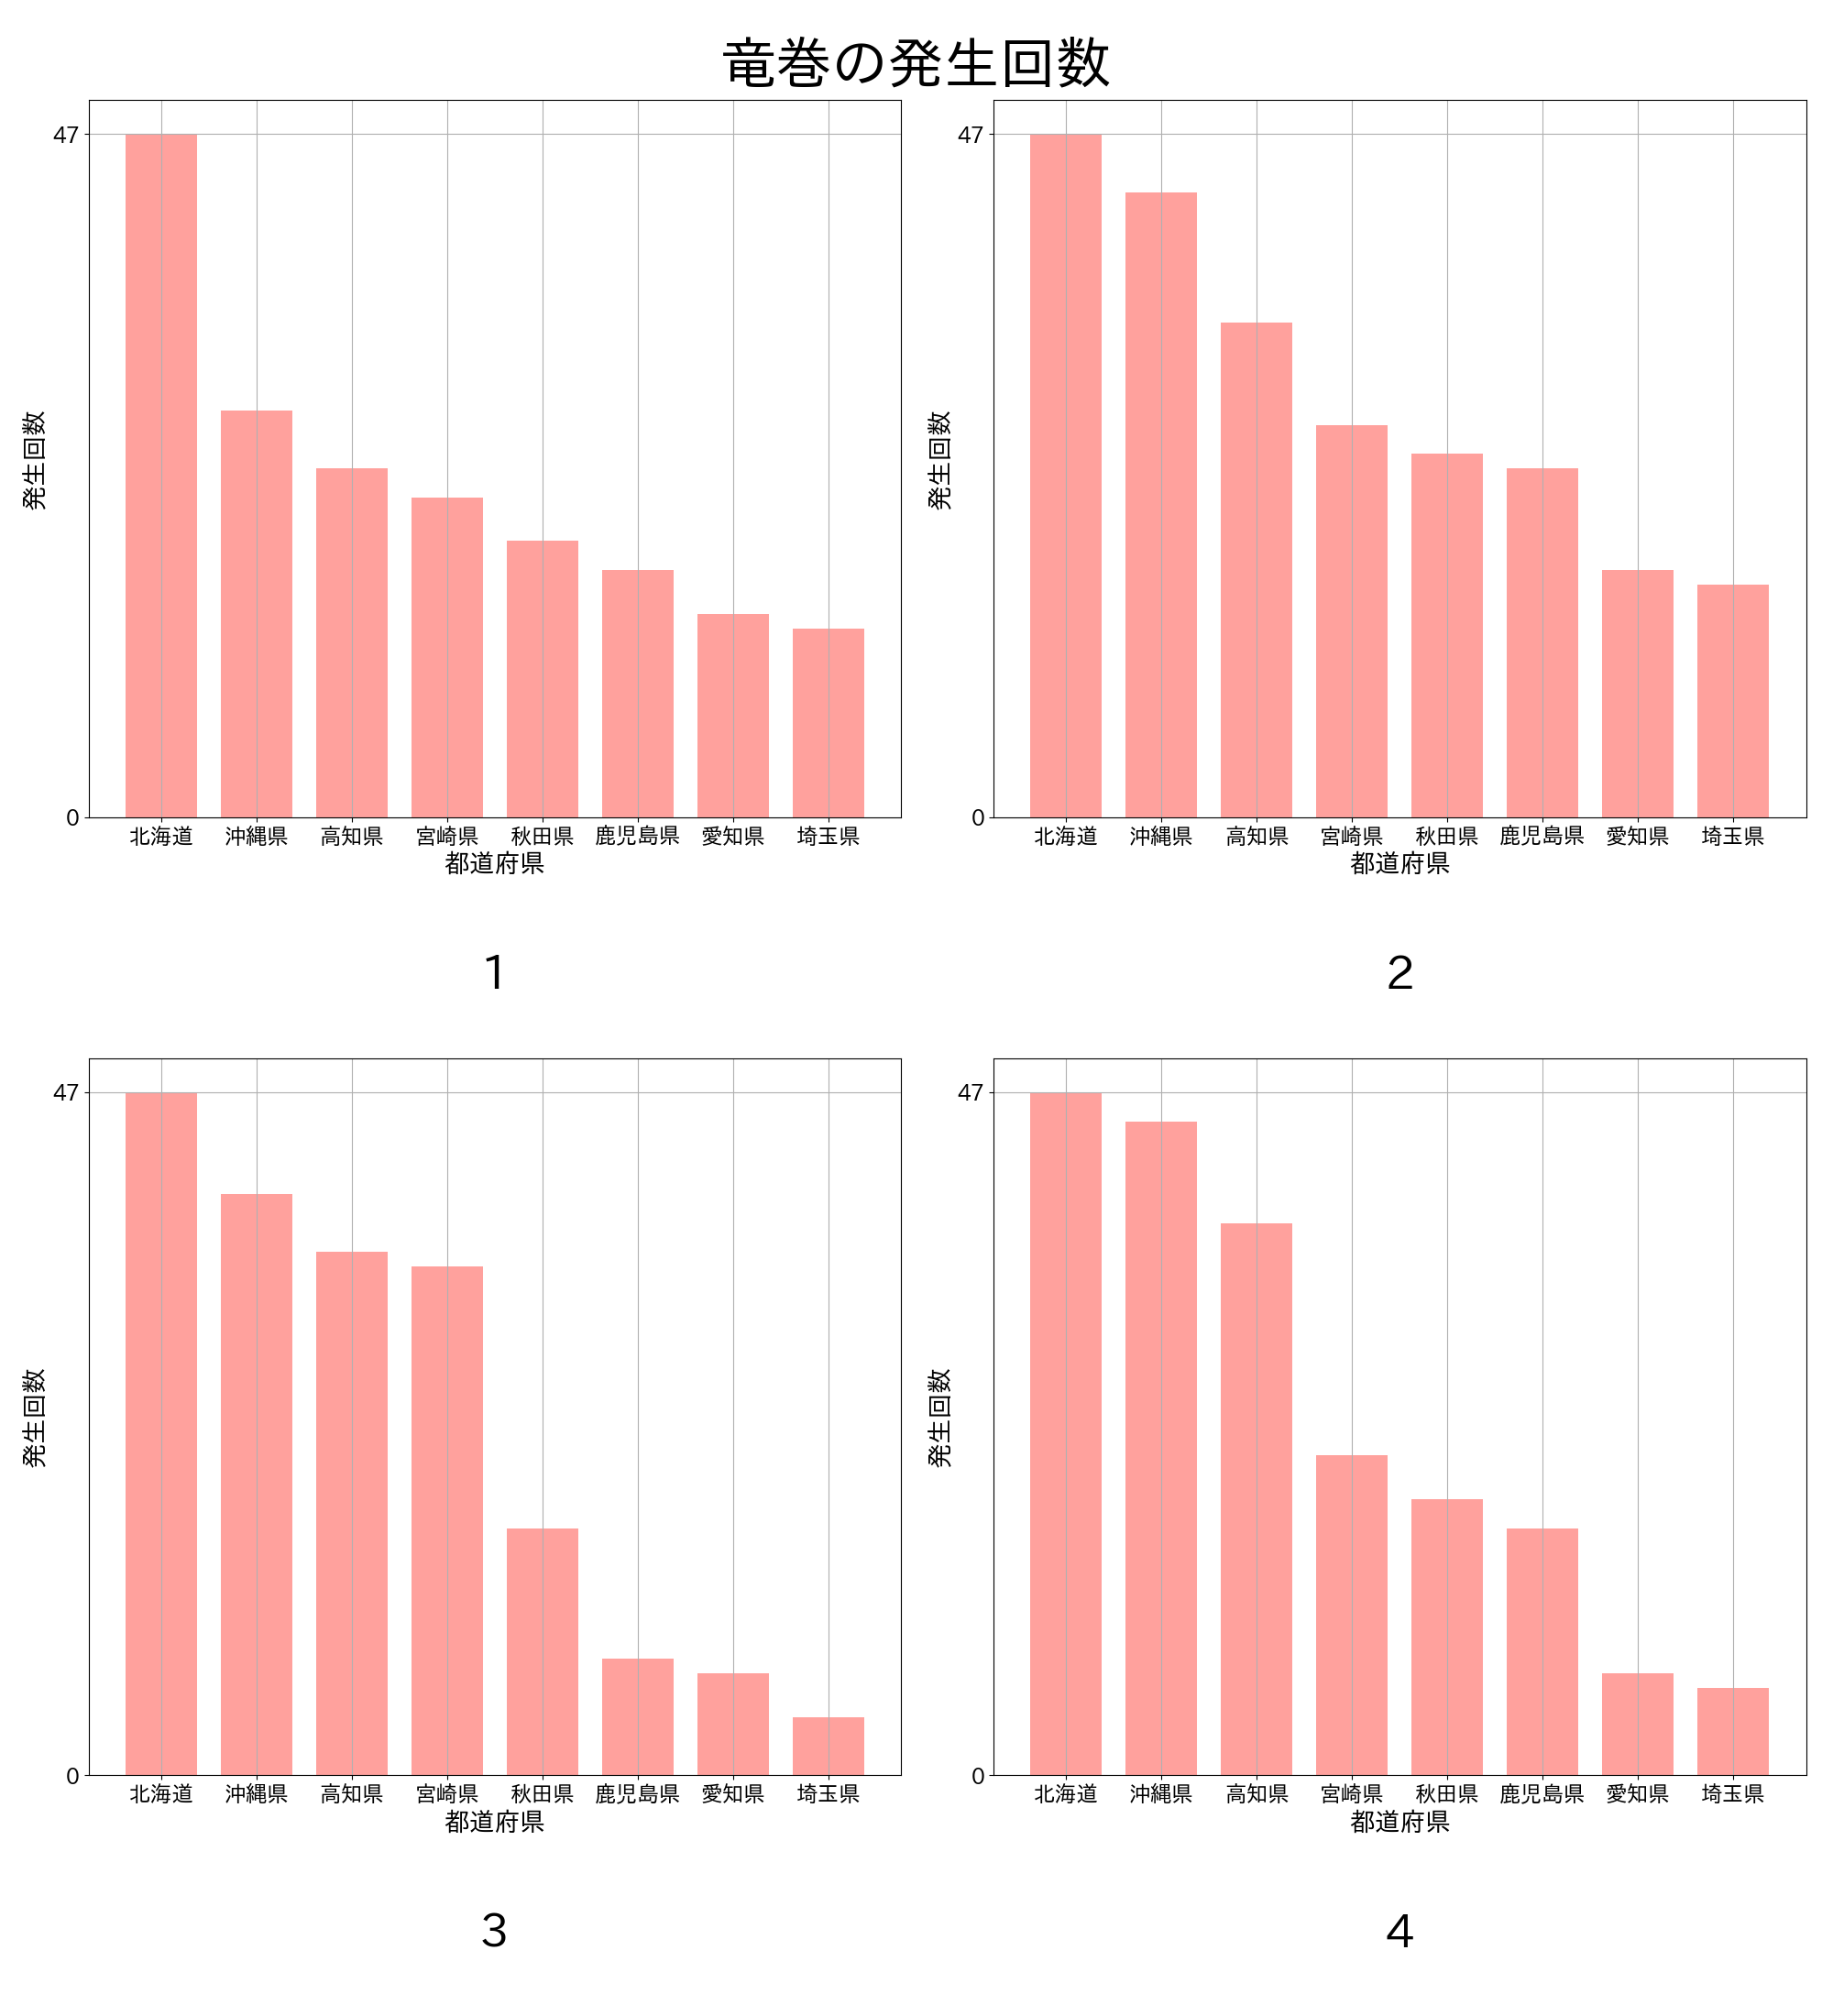 竜巻の発生回数
47
0
発生回数
北海道 沖縄県 高知県 宮崎県 秋田県 鹿児島県 愛知県 埼玉県
都道府県
1
47
0
発生回数
北海道 沖縄県 高知県 宮崎県 秋田県 鹿児島県 愛知県 埼玉県
都道府県
2
47
0
発生回数
北海道 沖縄県 高知県 宮崎県 秋田県 鹿児島県 愛知県 埼玉県
都道府県
3
47
0
発生回数
北海道 沖縄県 高知県 宮崎県 秋田県 鹿児島県 愛知県 埼玉県
都道府県
4